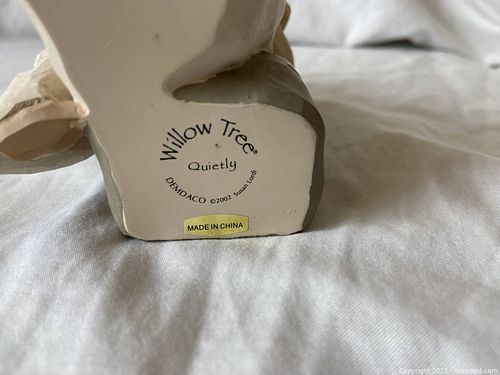 Willow Tree®
Quietly
DEMDACO ©2002 Susan Lordi
MADE IN CHINA
Copyright 2025 - maxsold.com